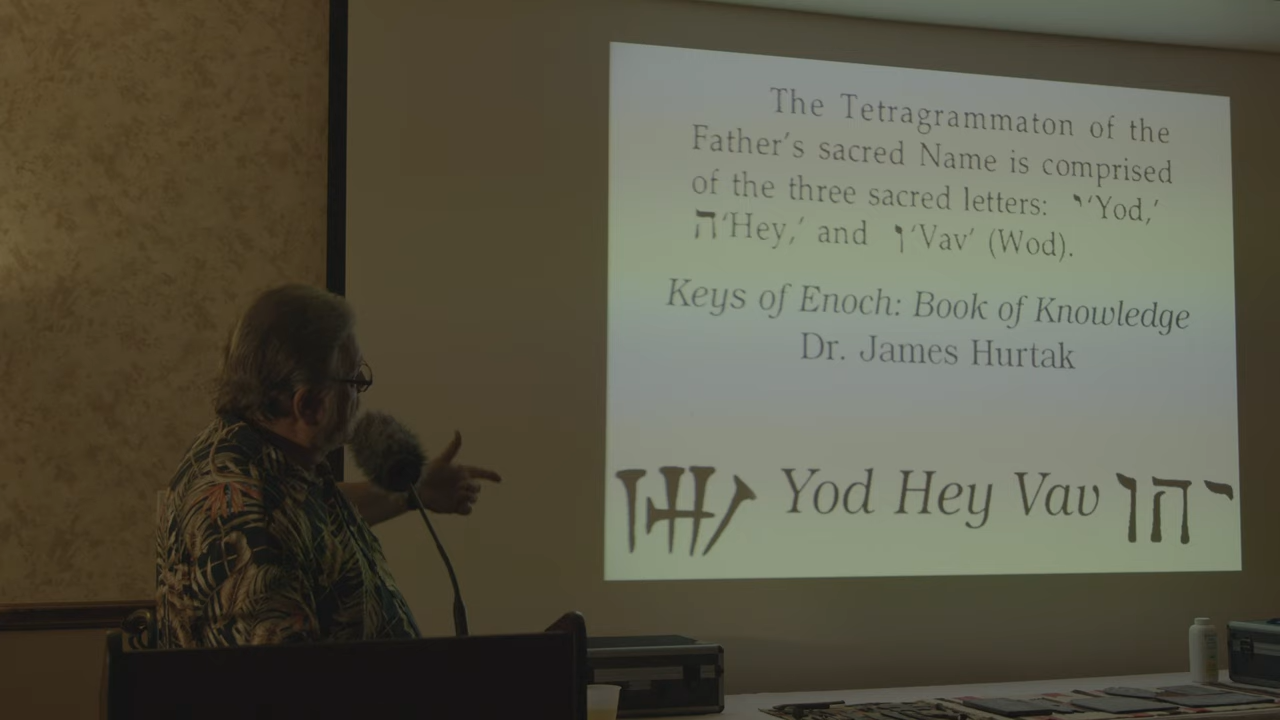 The Tetragrammaton of the
Father's sacred Name is comprised
of the three sacred letters: י 'Yod,'
ה 'Hey,' and ו 'Vav' (Wod).
Keys of Enoch: Book of Knowledge
Dr. James Hurtak
Yod Hey Vav יהו